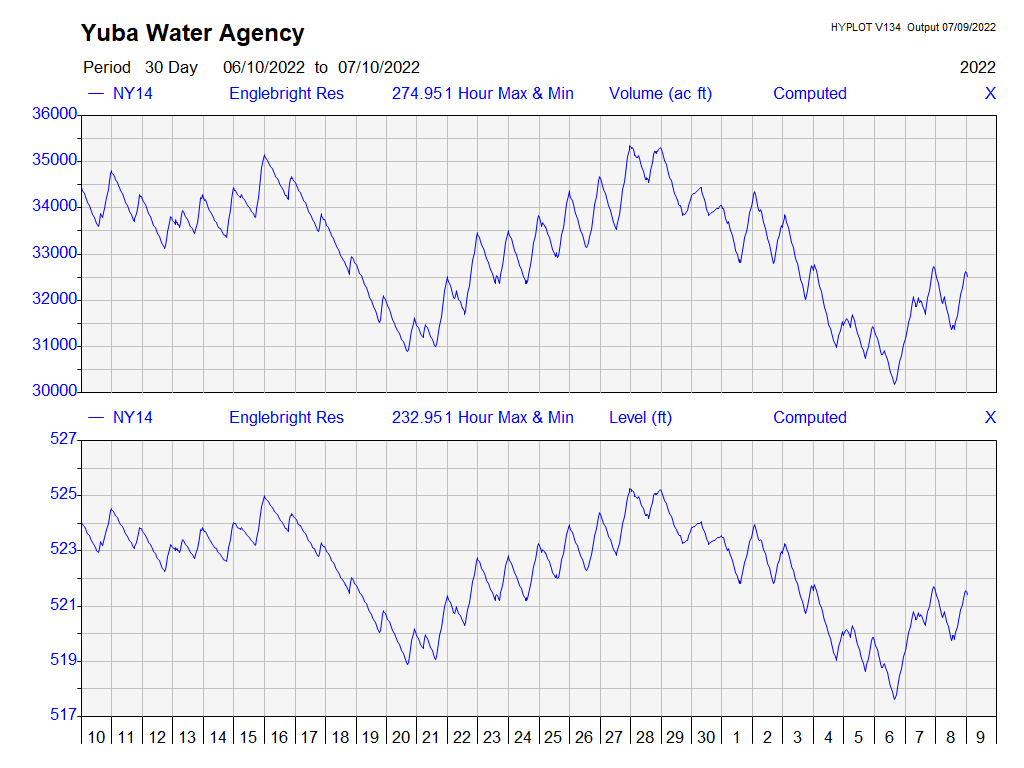 Yuba Water Agency
HYPLOT V134 Output 07/09/2022
Period 30 Day 06/10/2022 to 07/10/2022 2022
NY14 Englebright Res 274.951 Hour Max & Min Volume (ac ft) Computed X
36000
35000
34000
33000
32000
31000
30000
NY14 Englebright Res 232.951 Hour Max & Min Level (ft) Computed X
527
525
523
521
519
517
10 11 12 13 14 15 16 17 18 19 20 21 22 23 24 25 26 27 28 29 30 1 2 3 4 5 6 7 8 9